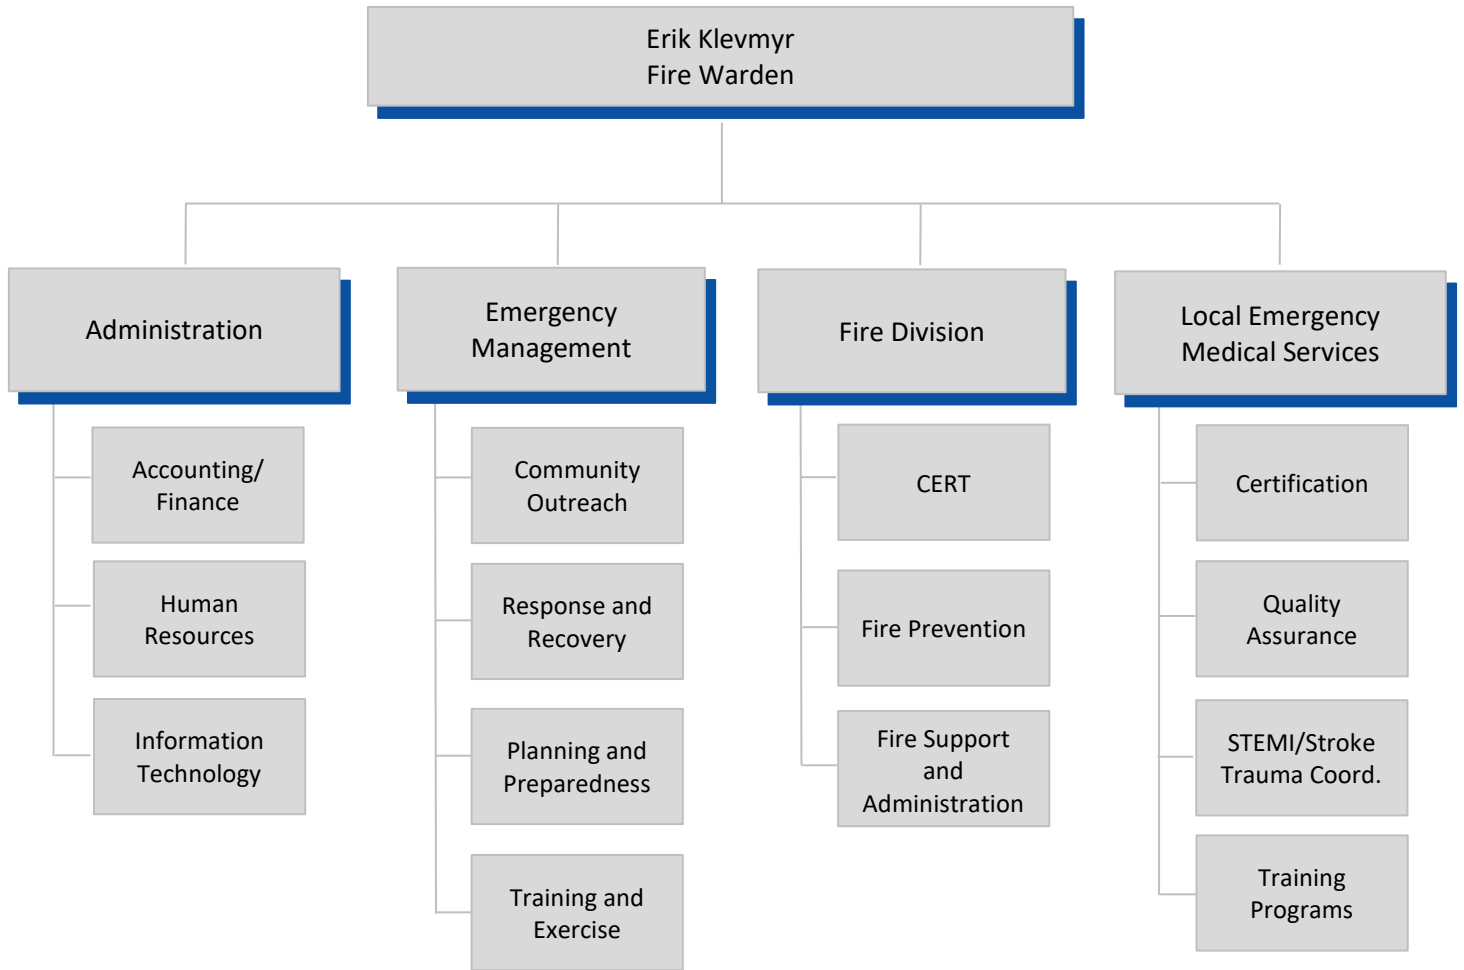 Erik Klevmyr
Fire Warden
Administration
Accounting/
Finance
Human
Resources
Information
Technology
Emergency
Management
Community
Outreach
Response and
Recovery
Planning and
Preparedness
Training and
Exercise
Fire Division
CERT
Fire Prevention
Fire Support
and
Administration
Local Emergency
Medical Services
Certification
Quality
Assurance
STEMI/Stroke
Trauma Coord.
Training
Programs